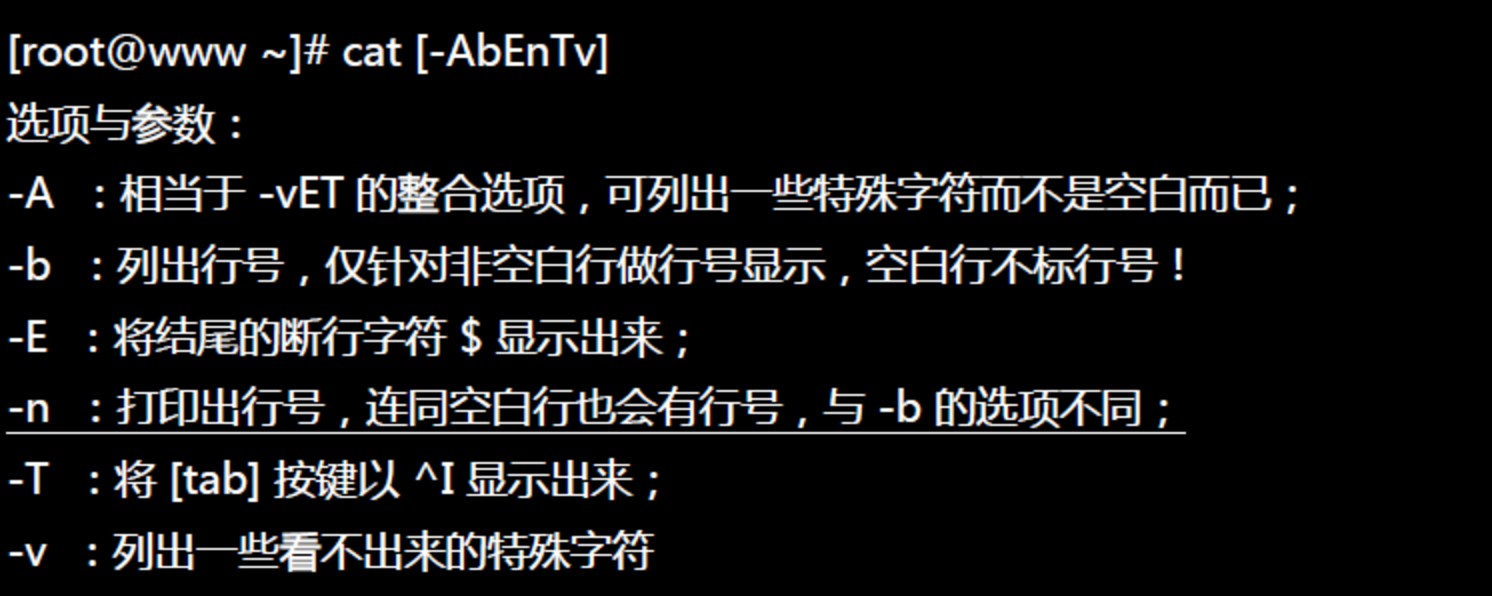 [root@www ~]# cat [-AbEnTv]
选项与参数：
-A ：相当于 -vET 的整合选项，可列出一些特殊字符而不是空白而已；
-b ：列出行号，仅针对非空白行做行号显示，空白行不标行号！
-E ：将结尾的断行字符 $ 显示出来；
-n ：打印出行号，连同空白行也会有行号，与 -b 的选项不同；
-T ：将 [tab] 按键以 ^I 显示出来；
-v ：列出一些看不出来的特殊字符